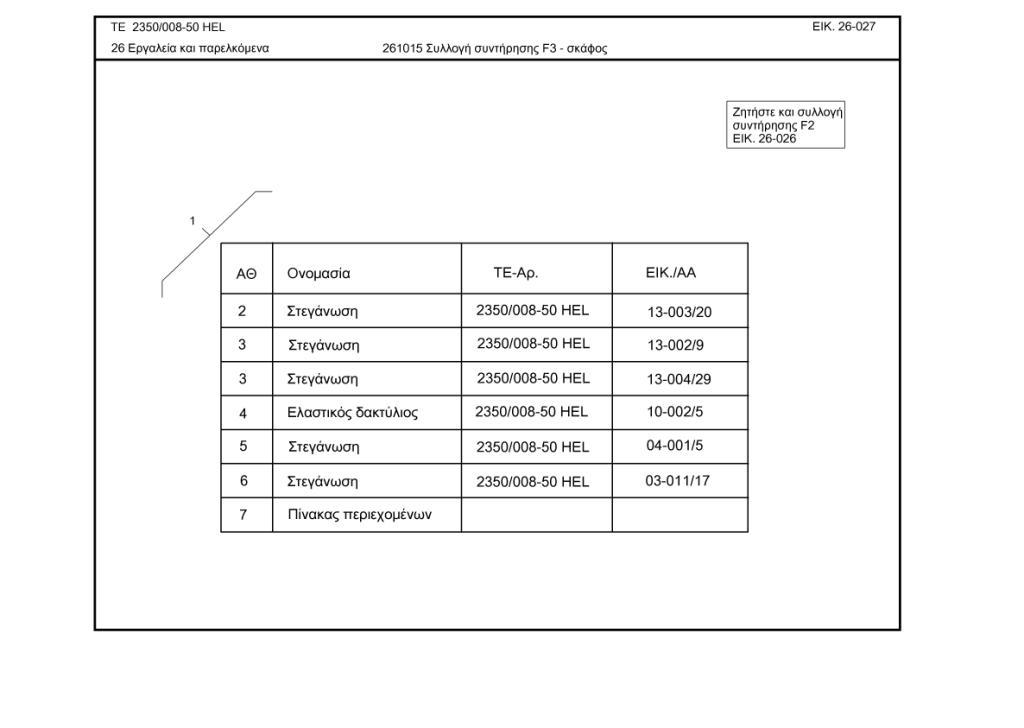 ΤΕ 2350/008-50 HEL
ΕΙΚ. 26-027
26 Εργαλεία και παρελκόμενα
261015 Συλλογή συντήρησης F3 - σκάφος
Ζητήστε και συλλογή
συντήρησης F2
ΕΙΚ. 26-026
1
ΑΘ Ονομασία ΤΕ-Αρ. ΕΙΚ./ΑΑ
2 Στεγάνωση 2350/008-50 HEL 13-003/20
3 Στεγάνωση 2350/008-50 HEL 13-002/9
3 Στεγάνωση 2350/008-50 HEL 13-004/29
4 Ελαστικός δακτύλιος 2350/008-50 HEL 10-002/5
5 Στεγάνωση 2350/008-50 HEL 04-001/5
6 Στεγάνωση 2350/008-50 HEL 03-011/17
7 Πίνακας περιεχομένων